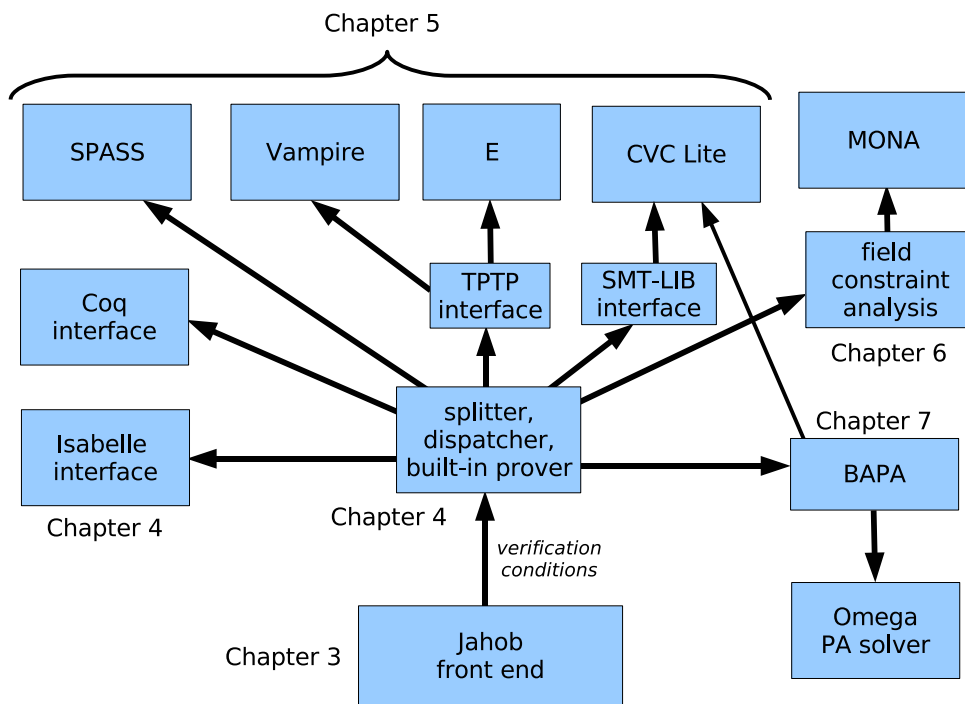 Chapter 5
SPASS
Vampire
E
CVC Lite
MONA
Coq
interface
TPTP
interface
SMT-LIB
interface
field
constraint
analysis
Chapter 6
Isabelle
interface
Chapter 4
splitter,
dispatcher,
built-in prover
Chapter 4
Chapter 7
BAPA
verification
conditions
Chapter 3
Jahob
front end
Omega
PA solver